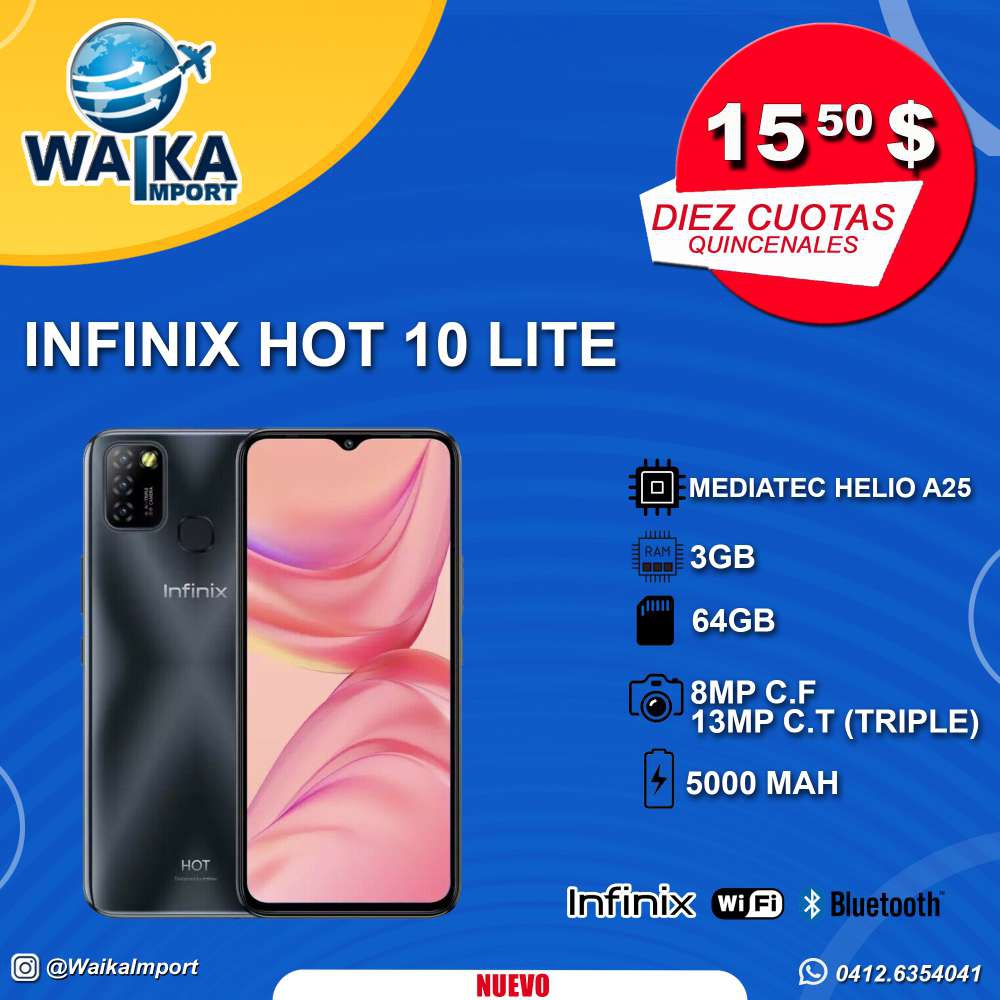 WAIKA
IMPORT
15 50 $
DIEZ CUOTAS
QUINCENALES
INFINIX HOT 10 LITE
MEDIATEC HELIO A25
RAM
3GB
64GB
8MP C.F
13MP C.T (TRIPLE)
5000 MAH
Infinix
HOT
Infinix WiFi Bluetooth
@WaikaImport
NUEVO
0412.6354041